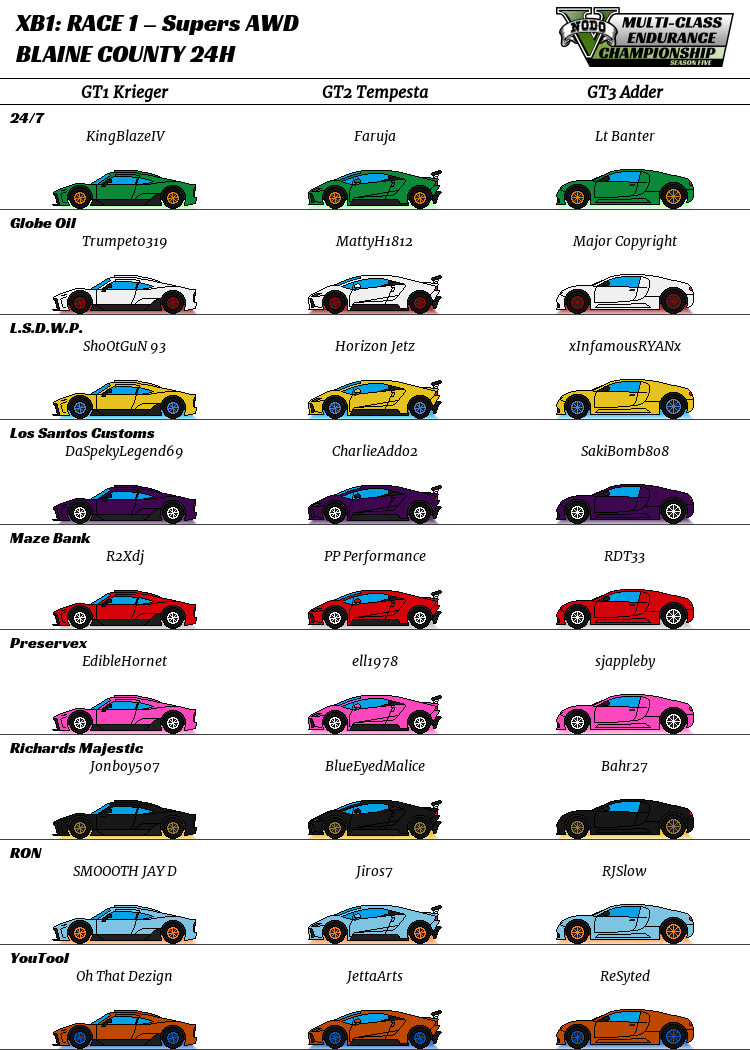 XB1: RACE 1 – Supers AWD
BLAINE COUNTY 24H
NODO
V
MULTI-CLASS
ENDURANCE
CHAMPIONSHIP
SEASON FIVE
GT1 Krieger GT2 Tempesta GT3 Adder
24/7
KingBlazeIV Faruja Lt Banter
Globe Oil
Trumpet0319 MattyH1812 Major Copyright
L.S.D.W.P.
ShoOtGuN 93 Horizon Jetz xInfamousRYANx
Los Santos Customs
DaSpekyLegend69 CharlieAdd02 SakiBomb808
Maze Bank
R2Xdj PP Performance RDT33
Preservex
EdibleHornet ell1978 sjappleby
Richards Majestic
Jonboy507 BlueEyedMalice Bahr27
RON
SMOOOTH JAY D Jiros7 RJSlow
YouTool
Oh That Dezign JettaArts ReSyted